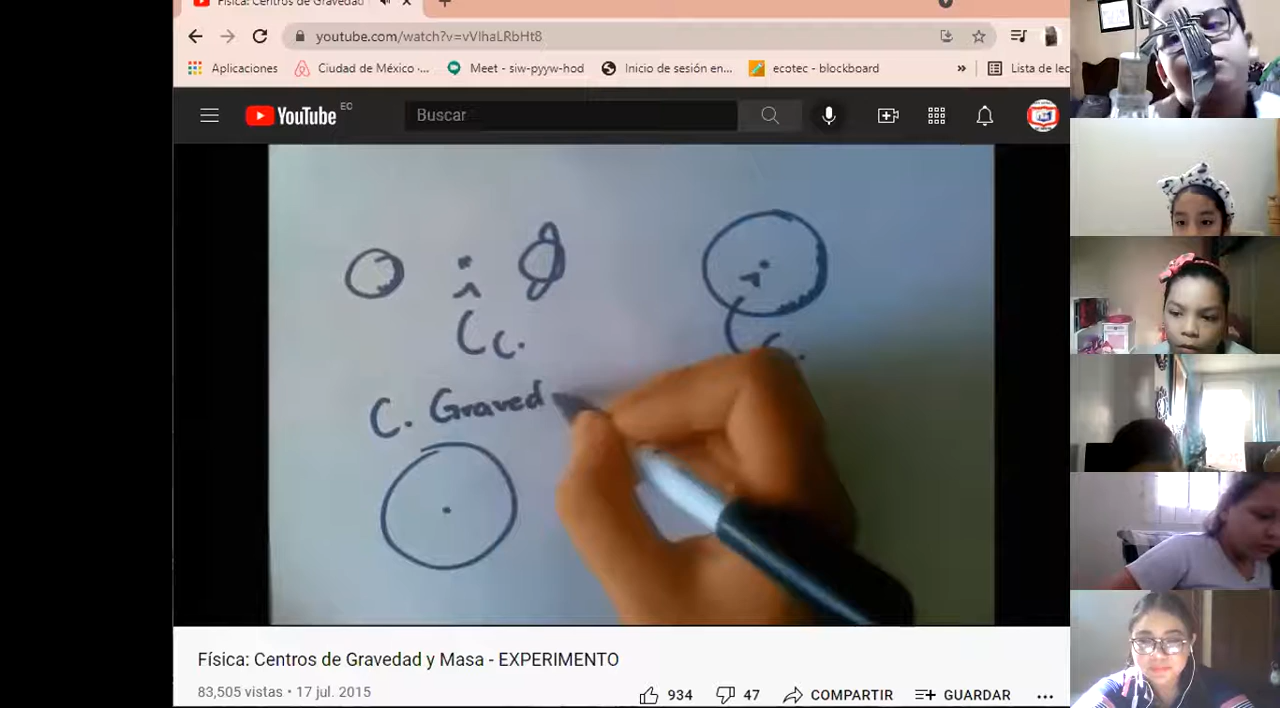 Física: Centros de Gravedad
youtube.com/watch?v=vVIhaLRbHt8
Aplicaciones
Ciudad de México ·...
Meet - siw-pyyw-hod
Inicio de sesión en...
ecotec - blockboard
»
Lista de lec
YouTube EC
Buscar
Cc.
C. Graved
Física: Centros de Gravedad y Masa - EXPERIMENTO
83,505 vistas • 17 jul. 2015
934
47
COMPARTIR
GUARDAR